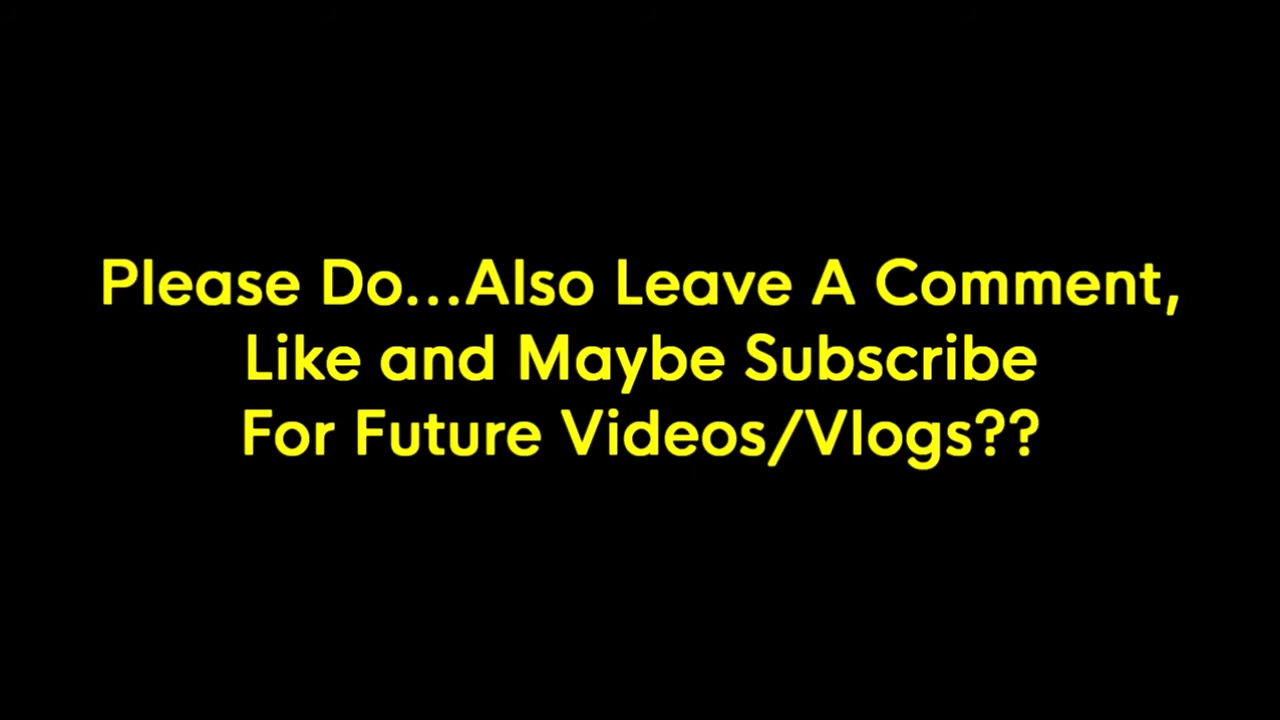 Please Do...Also Leave A Comment,
Like and Maybe Subscribe
For Future Videos/Vlogs??